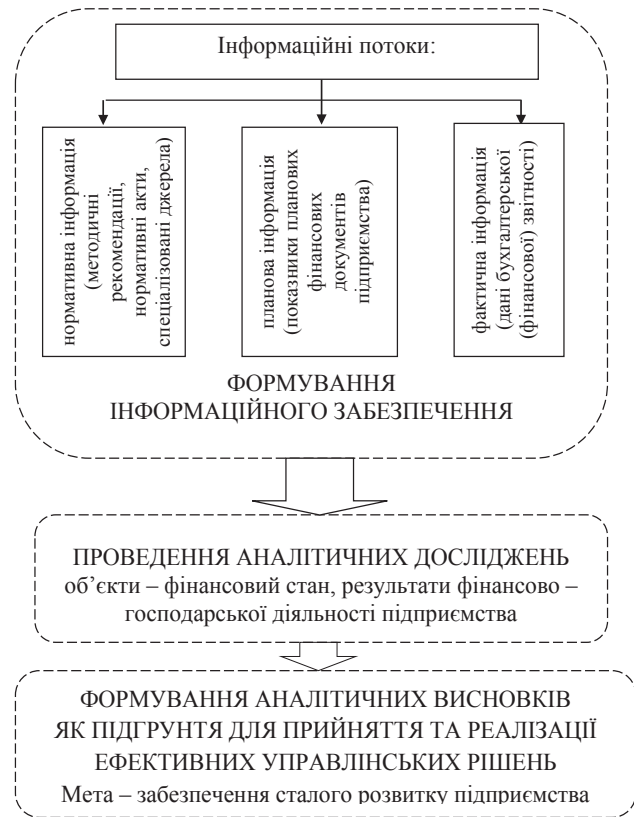 Інформаційні потоки:
нормативна інформація
(методичні
рекомендації,
нормативні акти,
спеціалізовані джерела)
планова інформація
(показники планових
фінансових
документів
підприємства)
фактична інформація
(дані бухгалтерської
(фінансової) звітності)
ФОРМУВАННЯ
ІНФОРМАЦІЙНОГО ЗАБЕЗПЕЧЕННЯ
ПРОВЕДЕННЯ АНАЛІТИЧНИХ ДОСЛІДЖЕНЬ
об’єкти – фінансовий стан, результати фінансово –
господарської діяльності підприємства
ФОРМУВАННЯ АНАЛІТИЧНИХ ВИСНОВКІВ
ЯК ПІДГРУНТЯ ДЛЯ ПРИЙНЯТТЯ ТА РЕАЛІЗАЦІЇ
ЕФЕКТИВНИХ УПРАВЛІНСЬКИХ РІШЕНЬ
Мета – забезпечення сталого розвитку підприємства